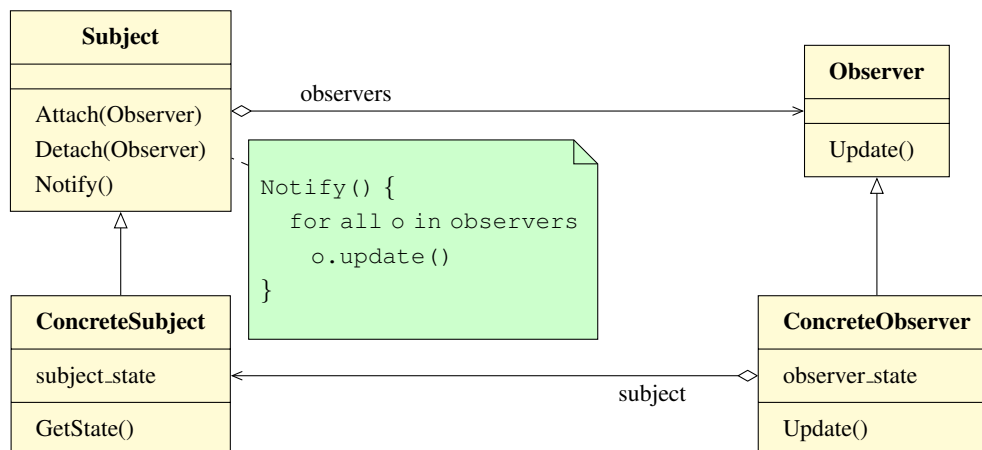 Subject
Attach(Observer)
Detach(Observer)
Notify()
observers
Observer
Update()
Notify() {
for all o in observers
o.update()
}
ConcreteSubject
subject_state
GetState()
subject
ConcreteObserver
observer_state
Update()